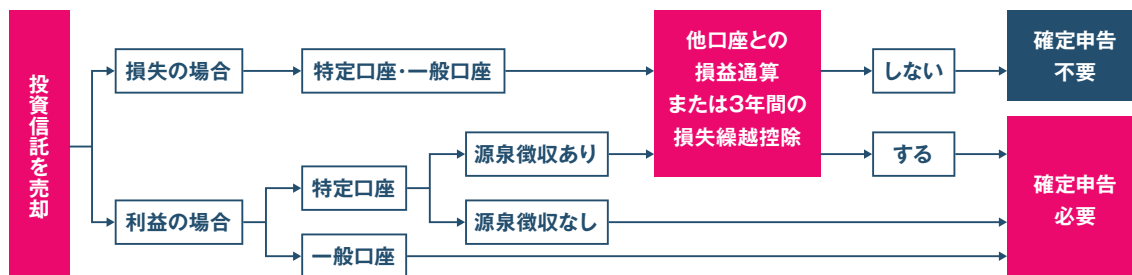 投資信託を売却
損失の場合
特定口座・一般口座
他口座との
損益通算
または3年間の
損失繰越控除
しない
確定申告
不要
利益の場合
特定口座
源泉徴収あり
する
確定申告
必要
源泉徴収なし
一般口座